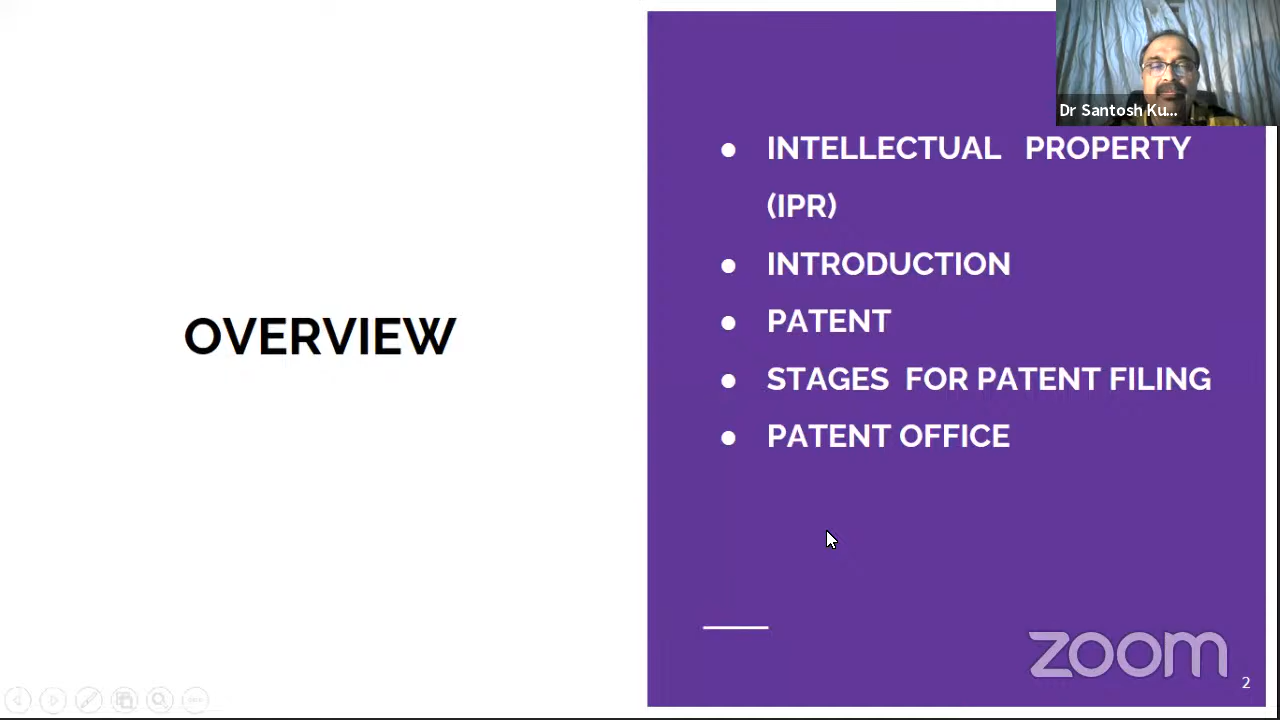 Dr Santosh Ku...
OVERVIEW
● INTELLECTUAL PROPERTY
(IPR)
● INTRODUCTION
● PATENT
● STAGES FOR PATENT FILING
● PATENT OFFICE
zoom
2